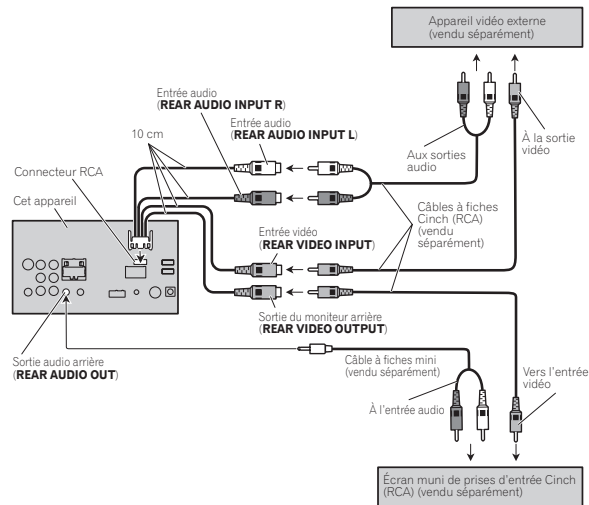 Appareil vidéo externe
(vendu séparément)
Entrée audio
(REAR AUDIO INPUT R)
Entrée audio
(REAR AUDIO INPUT L)
10 cm
À la sortie
vidéo
Aux sorties
audio
Connecteur RCA
Cet appareil
Câbles à fiches
Cinch (RCA)
(vendu
séparément)
Entrée vidéo
(REAR VIDEO INPUT)
Sortie du moniteur arrière
(REAR VIDEO OUTPUT)
Sortie audio arrière
(REAR AUDIO OUT)
Câble à fiches mini
(vendu séparément)
Vers l'entrée
vidéo
À l'entrée audio
Écran muni de prises d'entrée Cinch
(RCA) (vendu séparément)